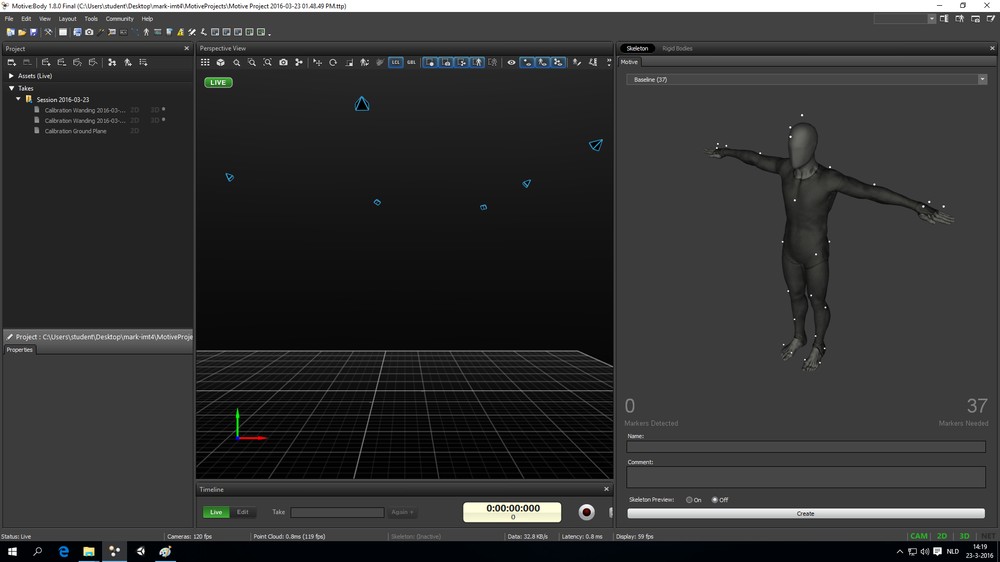 Motive:Body 1.8.0 Final (C:\Users\student\Desktop\mark-imt4\MotiveProjects\Motive Project 2016-03-23 01.48.49 PM.ttp)
File Edit View Layout Tools Community Help
Project
Assets (Live)
Takes
Session 2016-03-23
Calibration Wanding 2016-03-... 2D 3D
Calibration Wanding 2016-03-... 2D 3D
Calibration Ground Plane 2D
Project : C:\Users\student\Desktop\mark-imt4\MotiveProje
Properties
Perspective View
LCL GBL
LIVE
Timeline
Live Edit Take Again +
0:00:00:000
0
Skeleton Rigid Bodies
Motive
Baseline (37)
0 37
Markers Detected Markers Needed
Name:
Comment:
Skeleton Preview: On Off
Create
Status: Live Cameras: 120 fps Point Cloud: 0.8ms (119 fps) Skeleton: (Inactive) Data: 32.8 KB/s Latency: 0.8 ms Display: 59 fps CAM 2D 3D NET
NLD
14:19
23-3-2016